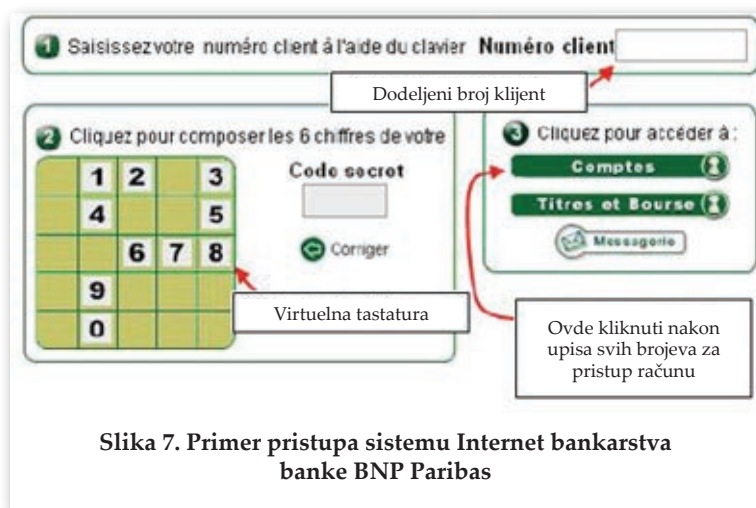 1 Saisissez votre numéro client à l'aide du clavier Numéro client
Dodeljeni broj klijent
2 Cliquez pour composer les 6 chiffres de votre
Code secret
1 2 3
4 5
6 7 8
9
0
Corriger
Virtuelna tastatura
3 Cliquez pour accéder à :
Comptes
Titres et Bourse
Messagerie
Ovde kliknuti nakon
upisa svih brojeva za
pristup računu
Slika 7. Primer pristupa sistemu Internet bankarstva
banke BNP Paribas